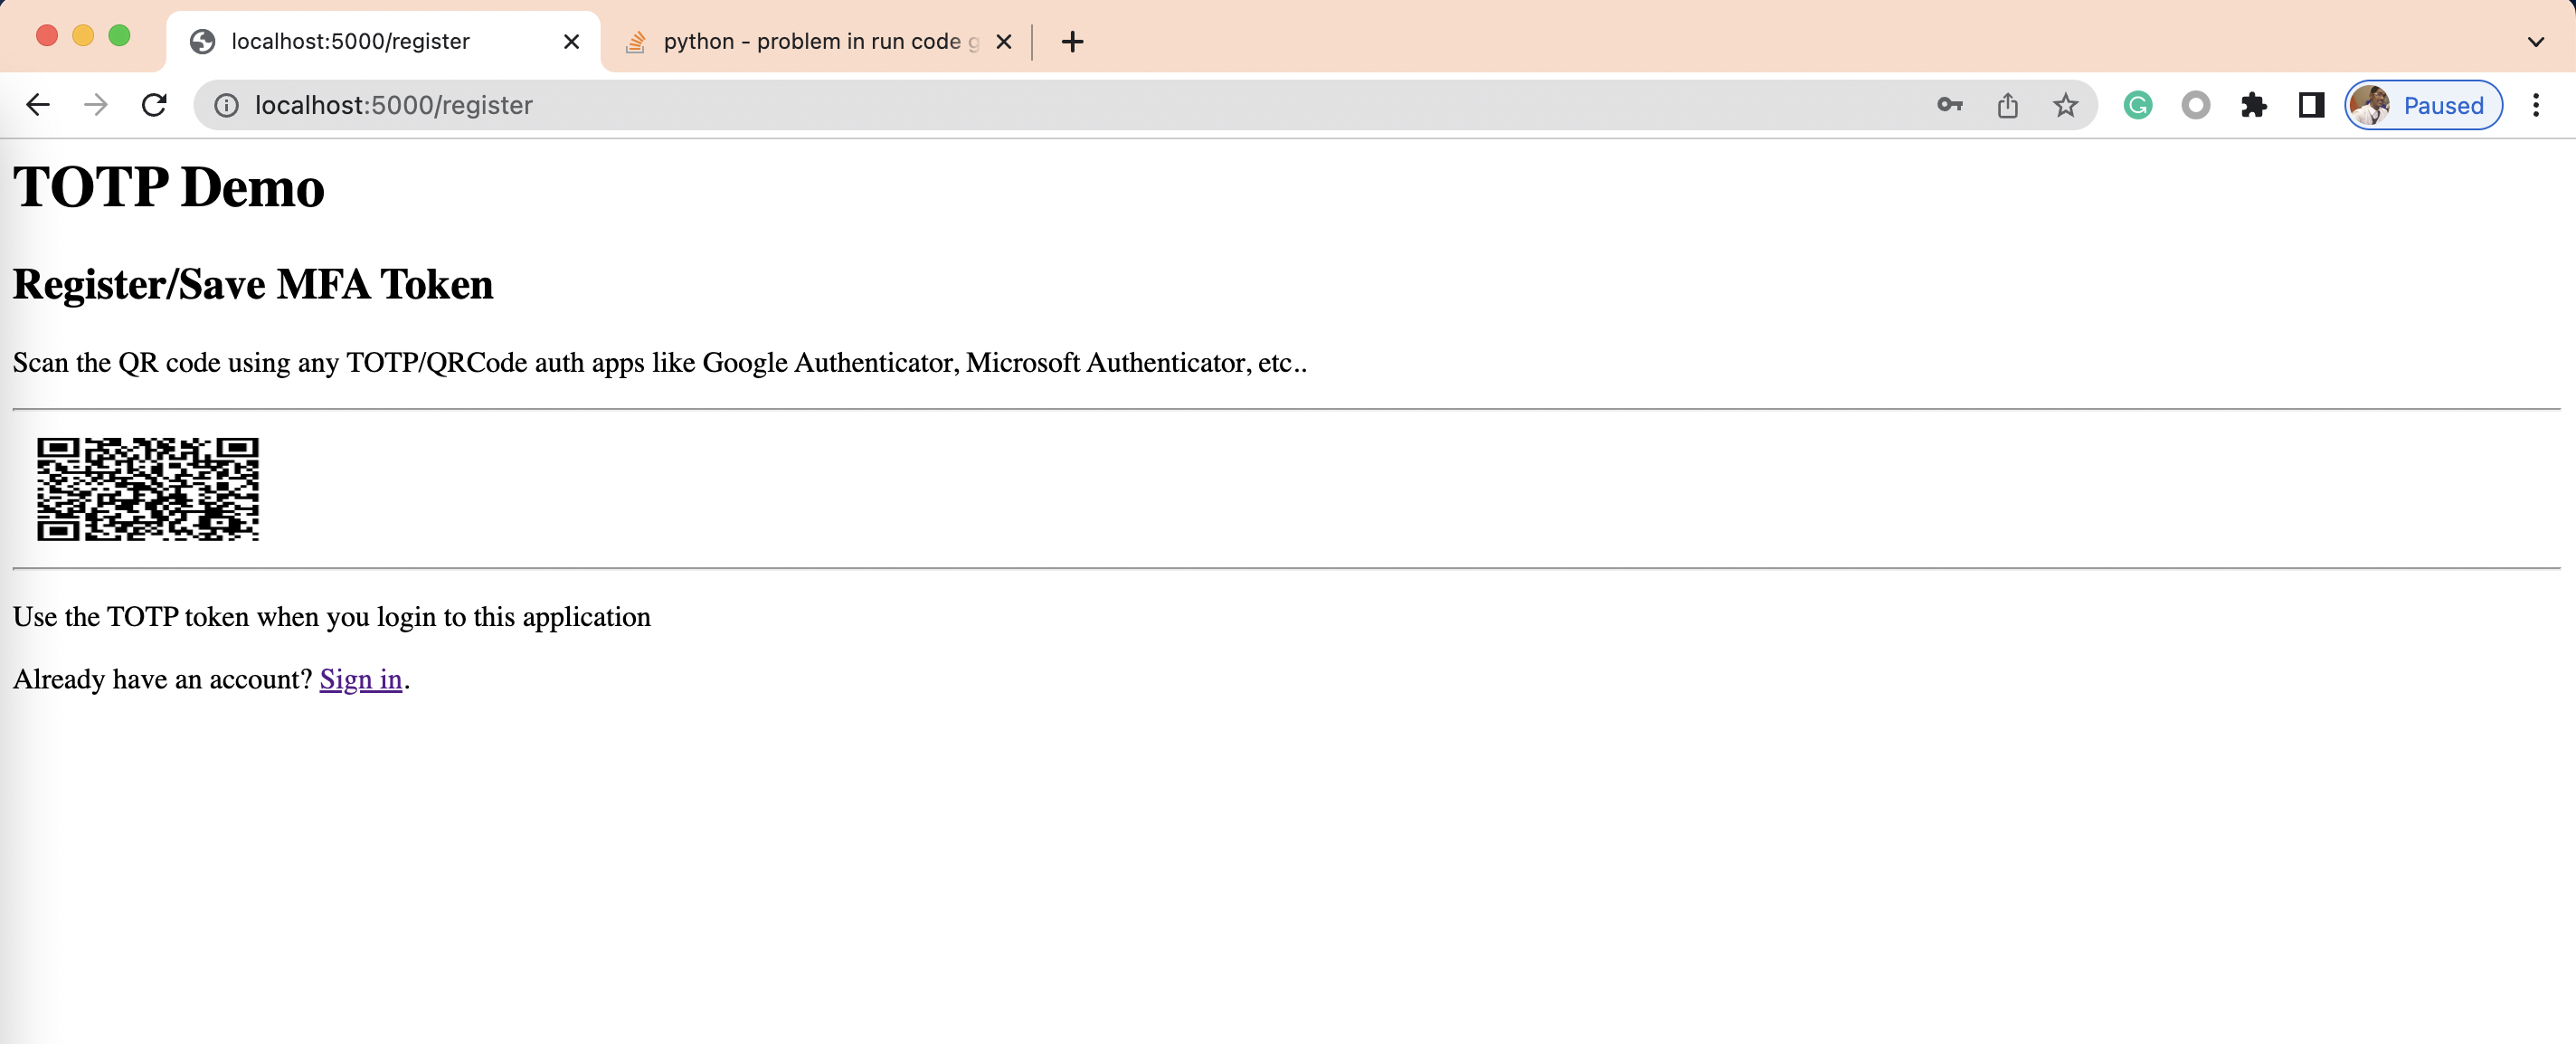 localhost:5000/register
python - problem in run code g
localhost:5000/register
Paused
TOTP Demo
Register/Save MFA Token
Scan the QR code using any TOTP/QRCode auth apps like Google Authenticator, Microsoft Authenticator, etc..
Use the TOTP token when you login to this application
Already have an account? Sign in.